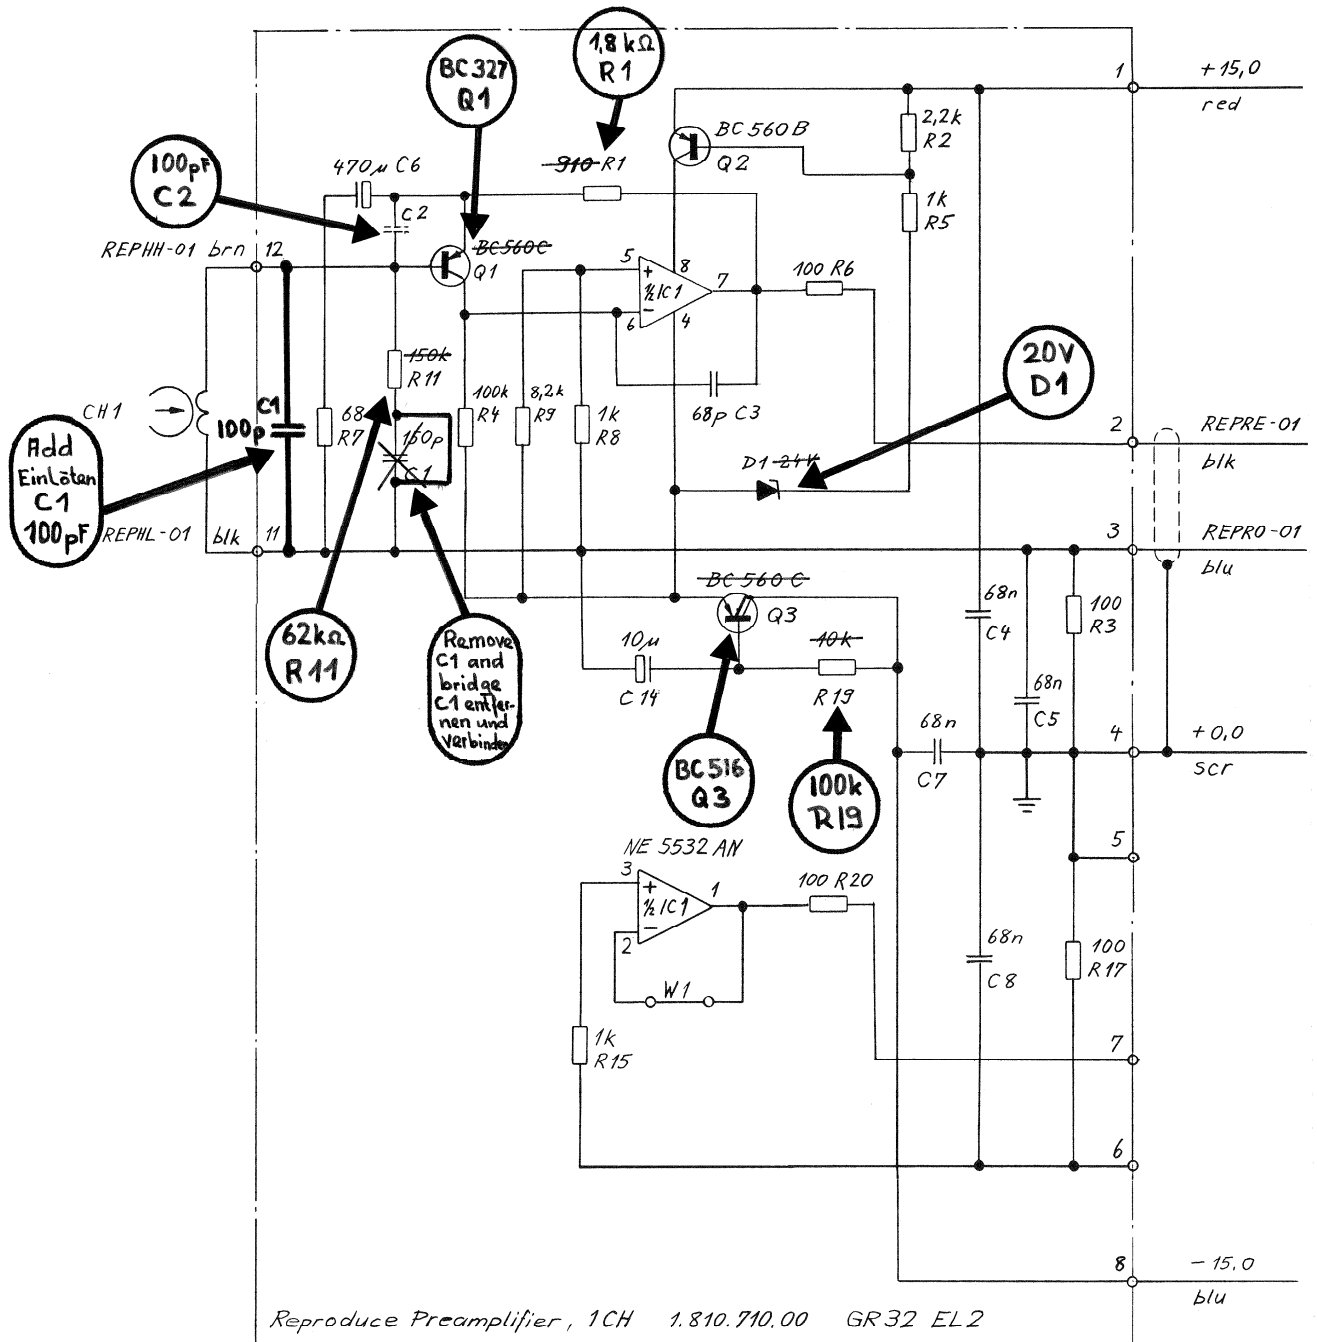 1,8 kΩ
R1
BC327
Q1
1
+15,0
red
100pF
C2
470µ C6
910 R1
BC 560 B
Q2
2,2k
R2
1k
R5
C2
REPHH-01 brn 12
BC560C
Q1
5
+
8
½IC1
7
6
−
4
100 R6
150k
R11
20V
D1
CH1
C1
100p
68
R7
150p
C1
100k
R4
8,2k
R9
1k
R8
68p C3
D1 24V
2
REPRE-01
blk
Add
Einlöten
C1
100pF
REPHL-01 blk 11
3
REPRO-01
blu
BC 560 C
Q3
62kΩ
R11
Remove
C1 and
bridge
C1 entfer-
nen und
verbinden
10µ
C14
10k
R19
68n
C4
100
R3
68n
C5
68n
C7
4
+0,0
scr
BC516
Q3
100k
R19
5
NE 5532 AN
3
+
½IC1
1
−
2
100 R20
W1
68n
C8
100
R17
1k
R15
7
6
8
−15,0
blu
Reproduce Preamplifier, 1CH 1.810.710.00 GR32 EL2